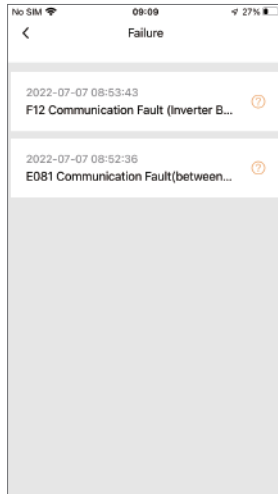 No SIM 09:09 27%
Failure
2022-07-07 08:53:43
F12 Communication Fault (Inverter B...
2022-07-07 08:52:36
E081 Communication Fault(between...